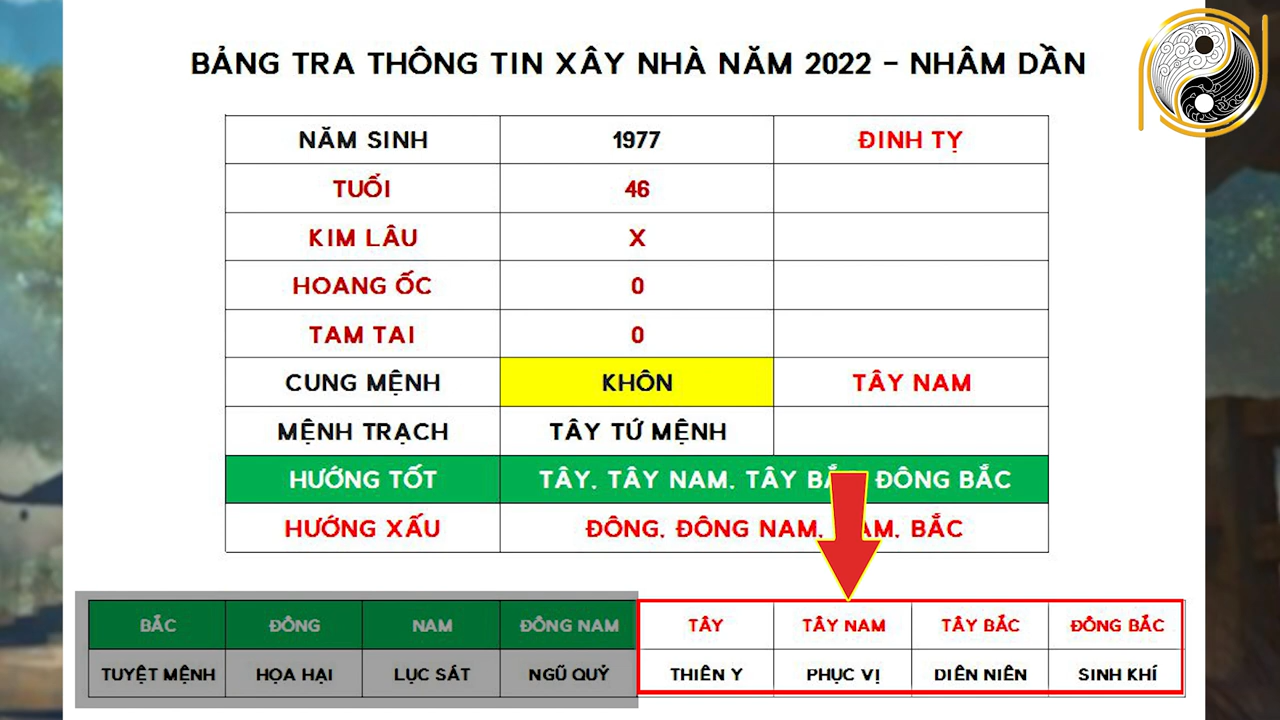 BẢNG TRA THÔNG TIN XÂY NHÀ NĂM 2022 - NHÂM DẦN
NĂM SINH 1977 ĐINH TỴ
TUỔI 46
KIM LÂU X
HOANG ỐC 0
TAM TAI 0
CUNG MỆNH KHÔN TÂY NAM
MỆNH TRẠCH TÂY TỨ MỆNH
HƯỚNG TỐT TÂY. TÂY NAM. TÂY ĐÔNG BẮC
HƯỚNG XẤU ĐÔNG. ĐÔNG NAM. BẮC
BẮC ĐÔNG NAM ĐÔNG NAM TÂY TÂY NAM TÂY BẮC ĐÔNG BẮC
TUYỆT MỆNH HỌA HẠI LỤC SÁT NGŨ QUỶ THIÊN Y PHỤC VỊ DIÊN NIÊN SINH KHÍ